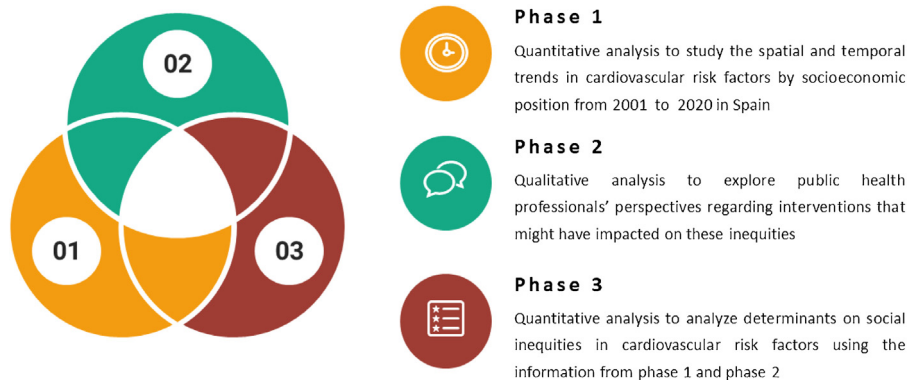 02
01
03
Phase 1
Quantitative analysis to study the spatial and temporal
trends in cardiovascular risk factors by socioeconomic
position from 2001 to 2020 in Spain
Phase 2
Qualitative analysis to explore public health
professionals' perspectives regarding interventions that
might have impacted on these inequities
Phase 3
Quantitative analysis to analyze determinants on social
inequities in cardiovascular risk factors using the
information from phase 1 and phase 2